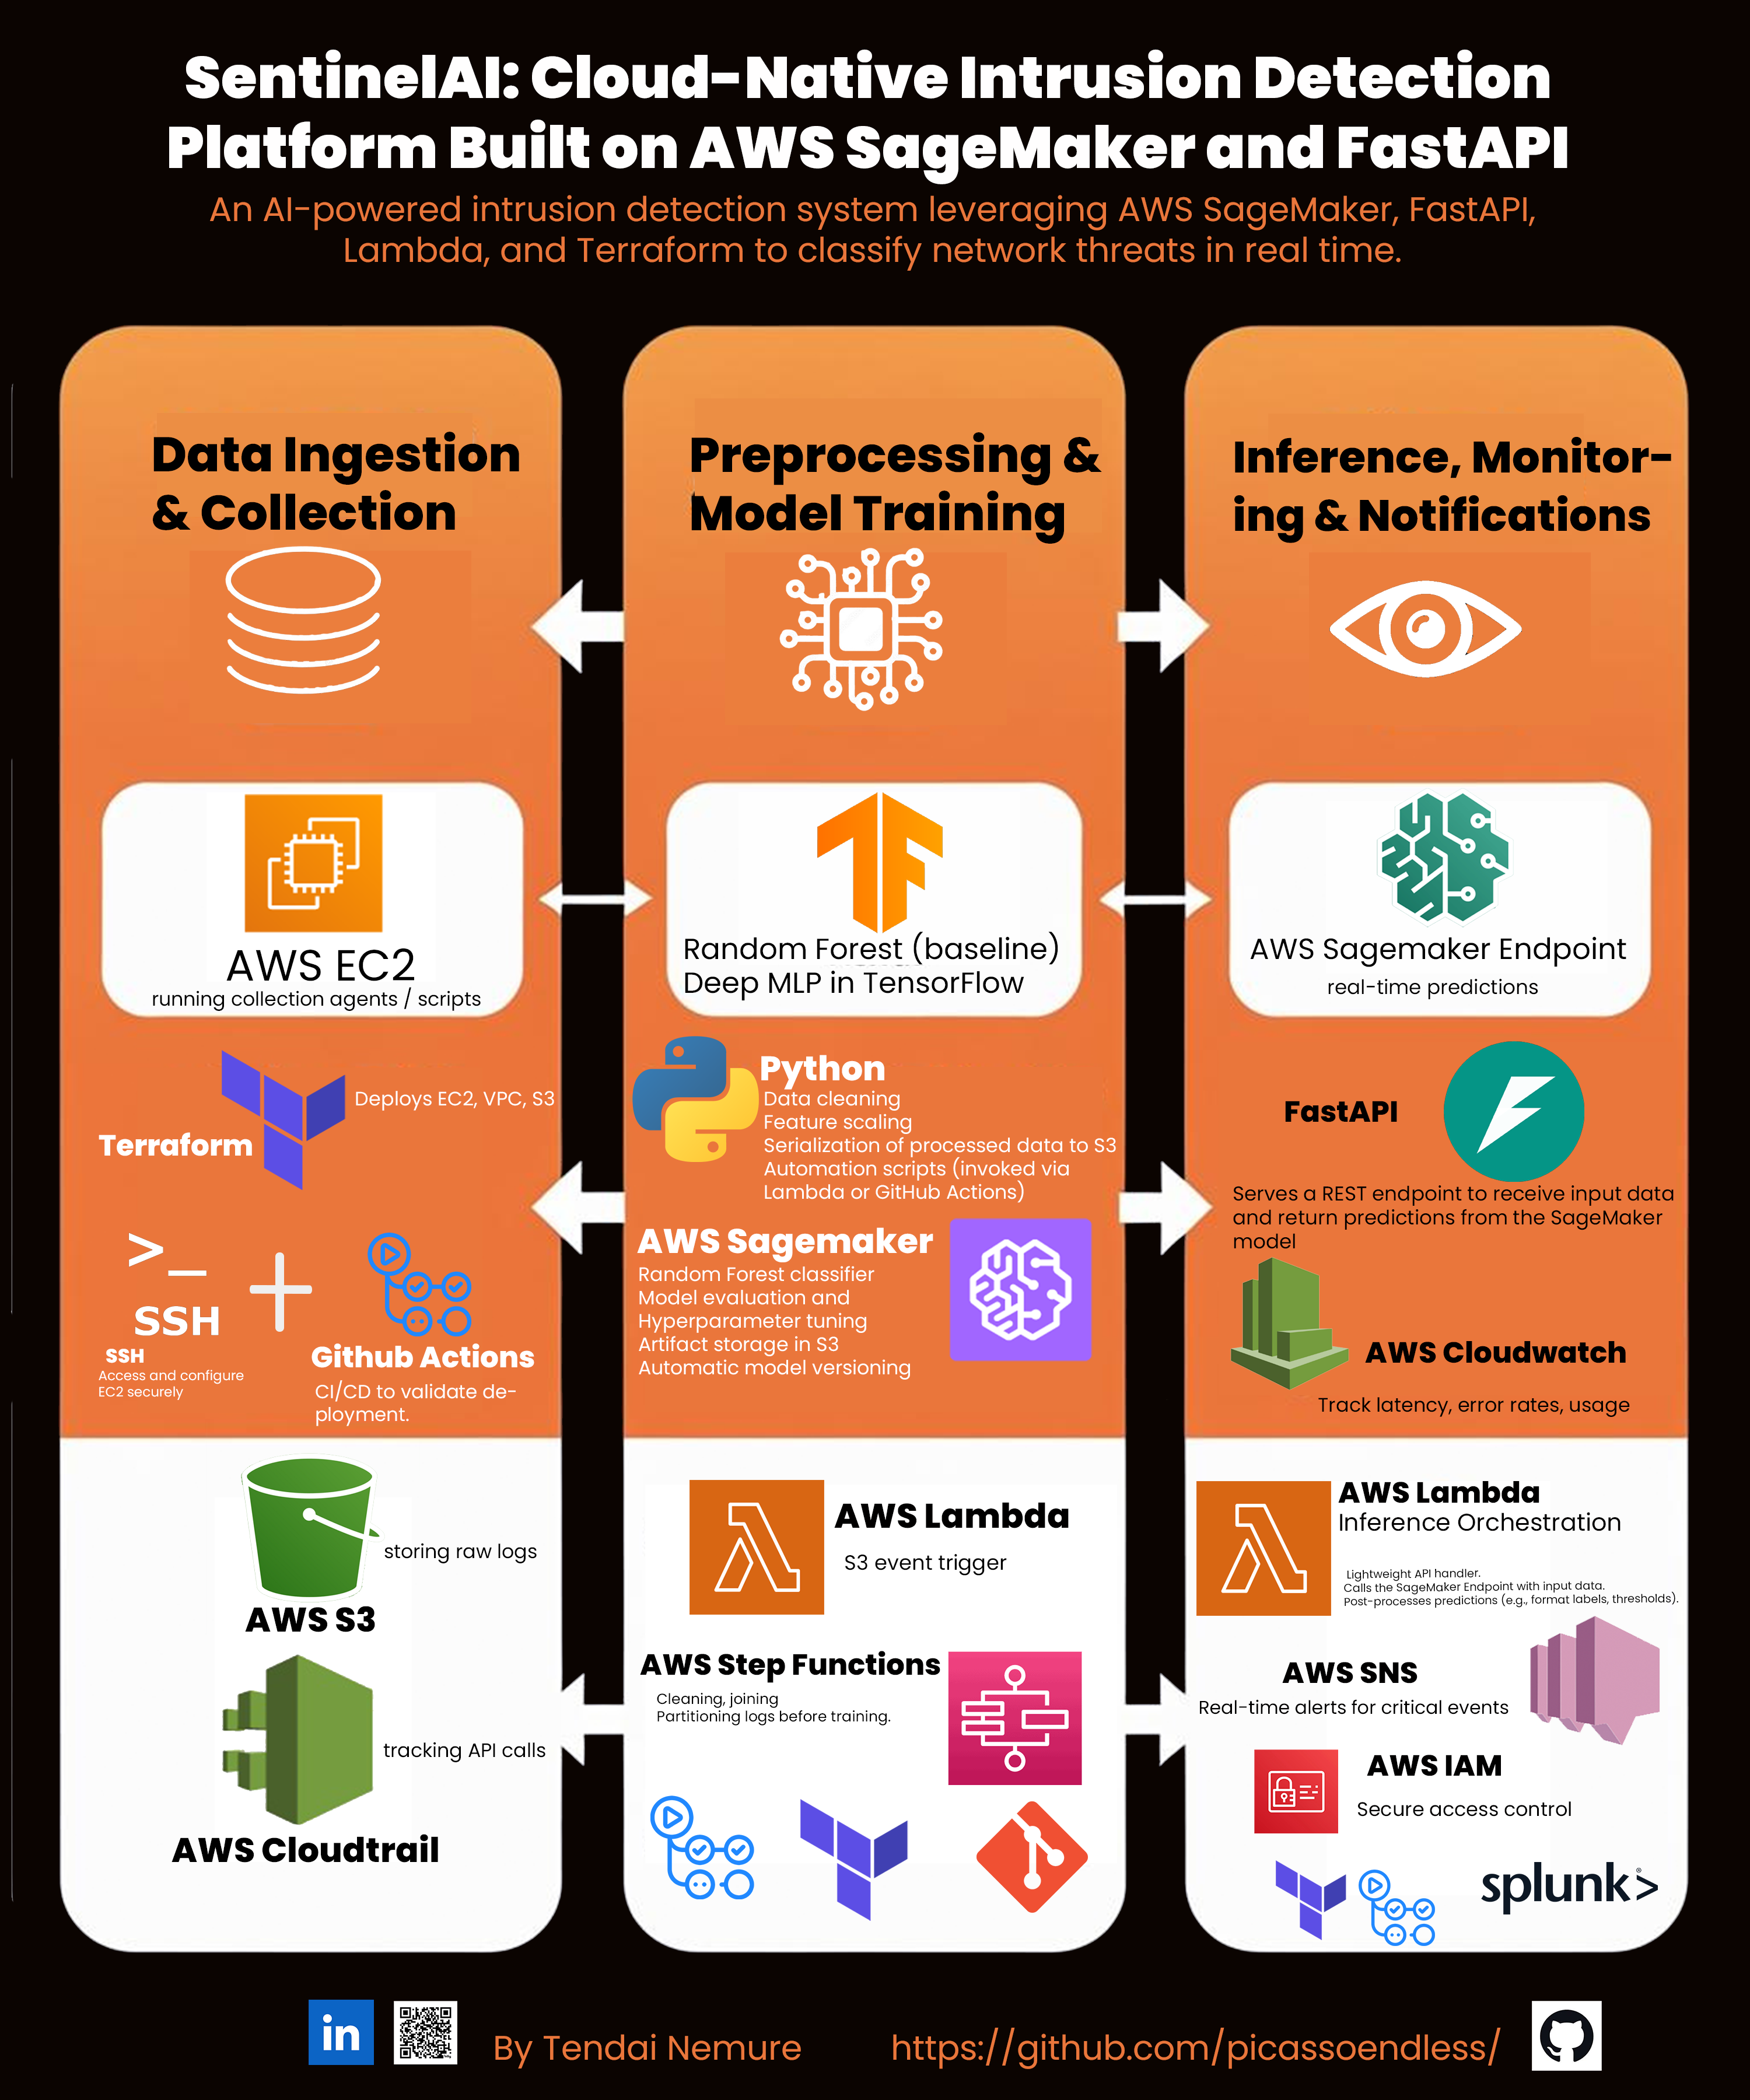 SentinelAI: Cloud-Native Intrusion Detection
Platform Built on AWS SageMaker and FastAPI
An AI-powered intrusion detection system leveraging AWS SageMaker, FastAPI,
Lambda, and Terraform to classify network threats in real time.
Data Ingestion
& Collection
AWS EC2
running collection agents / scripts
Deploys EC2, VPC, S3
Terraform
>_
SSH
SSH
Access and configure
EC2 securely
Github Actions
CI/CD to validate de-
ployment.
storing raw logs
AWS S3
tracking API calls
AWS Cloudtrail
Preprocessing &
Model Training
Random Forest (baseline)
Deep MLP in TensorFlow
Python
Data cleaning
Feature scaling
Serialization of processed data to S3
Automation scripts (invoked via
Lambda or GitHub Actions)
AWS Sagemaker
Random Forest classifier
Model evaluation and
Hyperparameter tuning
Artifact storage in S3
Automatic model versioning
AWS Lambda
S3 event trigger
AWS Step Functions
Cleaning, joining
Partitioning logs before training.
Inference, Monitor-
ing & Notifications
AWS Sagemaker Endpoint
real-time predictions
FastAPI
Serves a REST endpoint to receive input data
and return predictions from the SageMaker
model
AWS Cloudwatch
Track latency, error rates, usage
AWS Lambda
Inference Orchestration
Lightweight API handler.
Calls the SageMaker Endpoint with input data.
Post-processes predictions (e.g., format labels, thresholds).
AWS SNS
Real-time alerts for critical events
AWS IAM
Secure access control
splunk>
in
By Tendai Nemure
https://github.com/picassoendless/